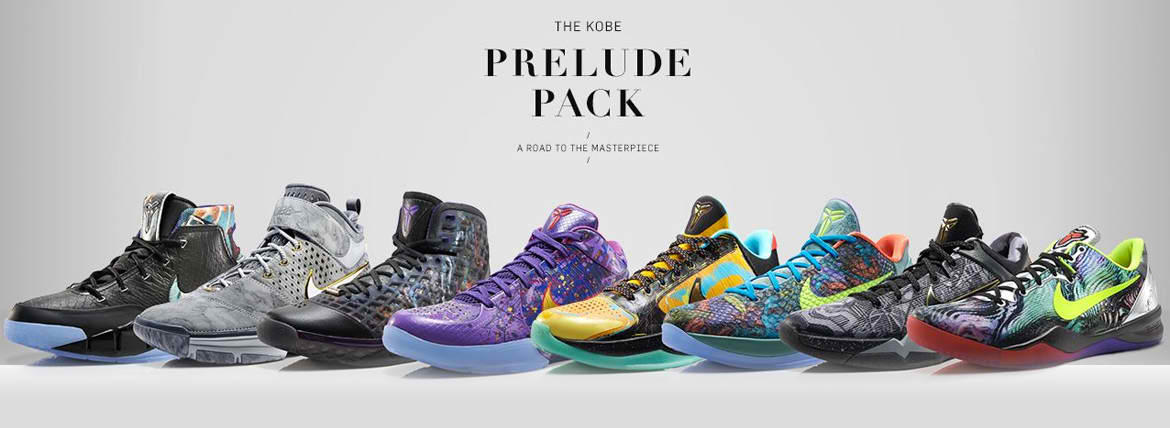 THE KOBE
PRELUDE
PACK
/
A ROAD TO THE MASTERPIECE
/